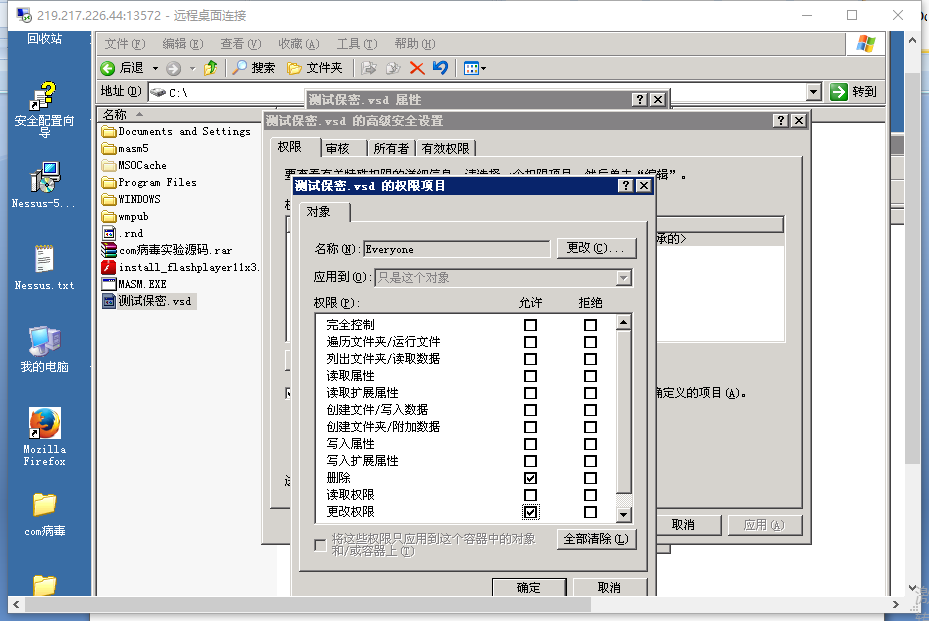 219.217.226.44:13572 - 远程桌面连接
回收站
安全配置向导
Nessus-5...
Nessus.txt
我的电脑
Mozilla Firefox
com病毒
文件(F) 编辑(E) 查看(V) 收藏(A) 工具(T) 帮助(H)
后退 搜索 文件夹
地址(D) C:\ 转到
名称
Documents and Settings
masm5
MSOCache
Program Files
WINDOWS
wmpub
.rnd
com病毒实验源码.rar
install_flashplayer11x3.
MASM.EXE
测试保密.vsd
测试保密.vsd 属性
测试保密.vsd 的高级安全设置
权限 审核 所有者 有效权限
承的>
确定义的项目(A)。
取消 应用(A)
测试保密.vsd 的权限项目
对象
名称(N): Everyone 更改(C)...
应用到(O): 只是这个对象
权限(P): 允许 拒绝
完全控制
遍历文件夹/运行文件
列出文件夹/读取数据
读取属性
读取扩展属性
创建文件/写入数据
创建文件夹/附加数据
写入属性
写入扩展属性
删除
读取权限
更改权限
将这些权限只应用到这个容器中的对象
和/或容器上(T)
全部清除(L)
确定 取消